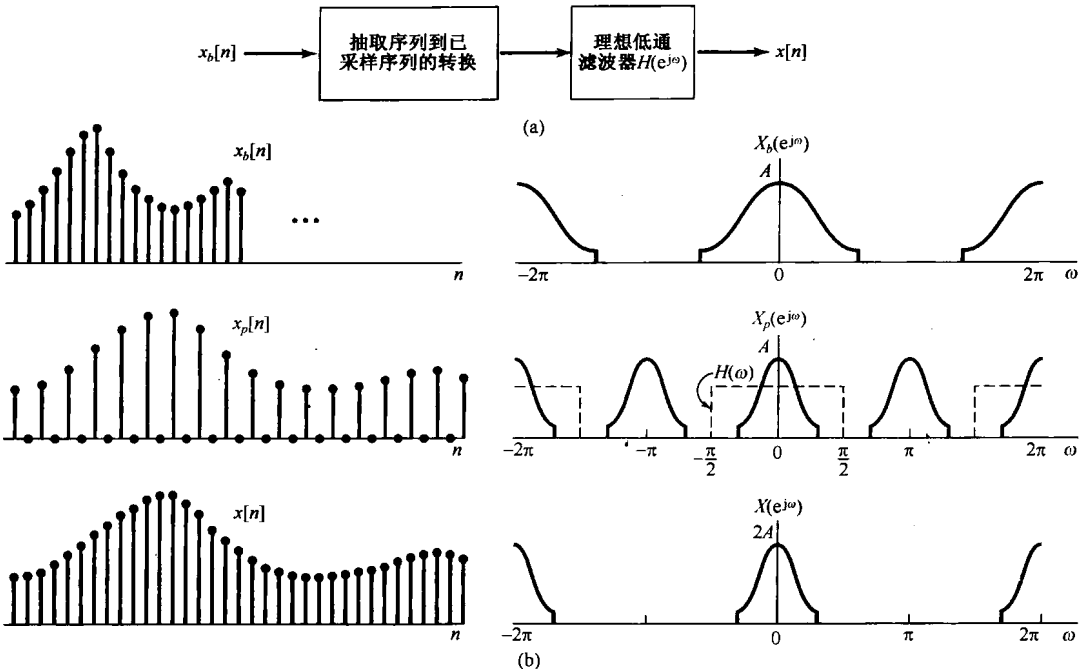 x_b[n]
抽取序列到已
采样序列的转换
理想低通
滤波器H(e^{jω})
x[n]
(a)
x_b[n]
...
n
X_b(e^{jω})
A
−2π 0 2π ω
x_p[n]
n
X_p(e^{jω})
A
H(ω)
−2π −π −π/2 0 π/2 π 2π ω
x[n]
n
X(e^{jω})
2A
−2π 0 π 2π ω
(b)